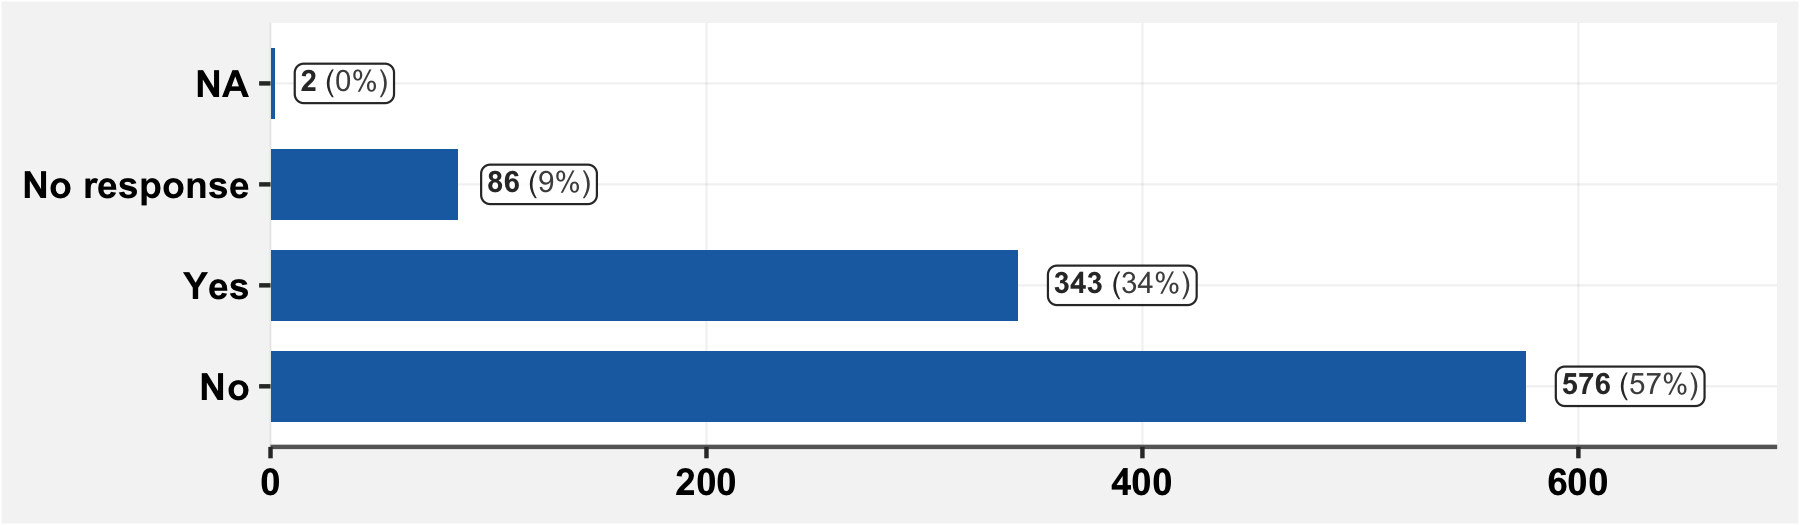 NA 2 (0%)
No response 86 (9%)
Yes 343 (34%)
No 576 (57%)
0 200 400 600